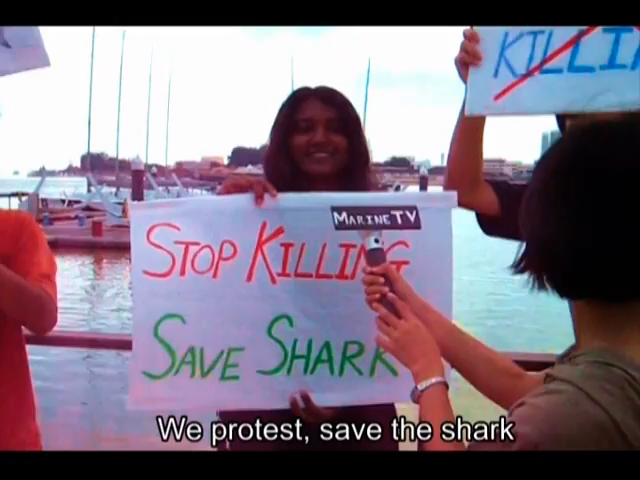 KILLI
MARINE TV
STOP KILLING
SAVE SHARK
We protest, save the shark